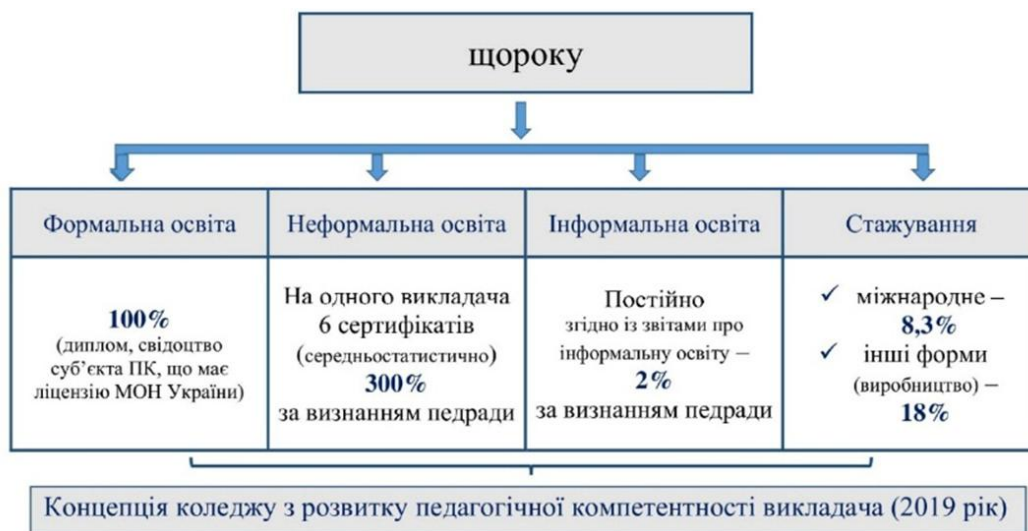 щороку
Формальна освіта
Неформальна освіта
Інформальна освіта
Стажування
100%
(диплом, свідоцтво
суб’єкта ПК, що має
ліцензію МОН України)
На одного викладача
6 сертифікатів
(середньостатистично)
300%
за визнанням педради
Постійно
згідно із звітами про
інформальну освіту –
2%
за визнанням педради
✓ міжнародне –
8,3%
✓ інші форми
(виробництво) –
18%
Концепція коледжу з розвитку педагогічної компетентності викладача (2019 рік)